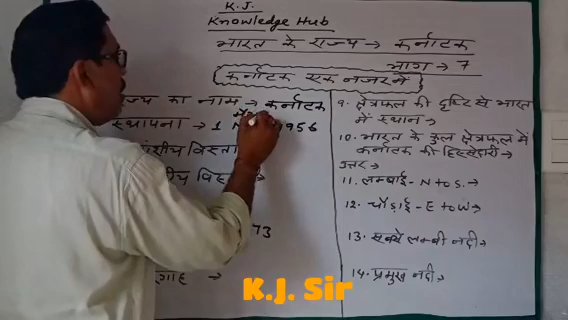 K.J.
Knowledge Hub
भारत के राज्य → कर्नाटक
भाग → 7
कर्नाटक एक नजर में
राज्य का नाम → कर्नाटक
स्थापना → 1 1956
73
9. क्षेत्रफल की दृष्टि से भारत
में स्थान →
10. भारत के कुल क्षेत्रफल में
कर्नाटक की हिस्सेदारी →
उत्तर →
11. लम्बाई - N to S. →
12. चौड़ाई - E to W →
13. सबसे लम्बी नदी →
14. प्रमुख नदी →
K.J. Sir